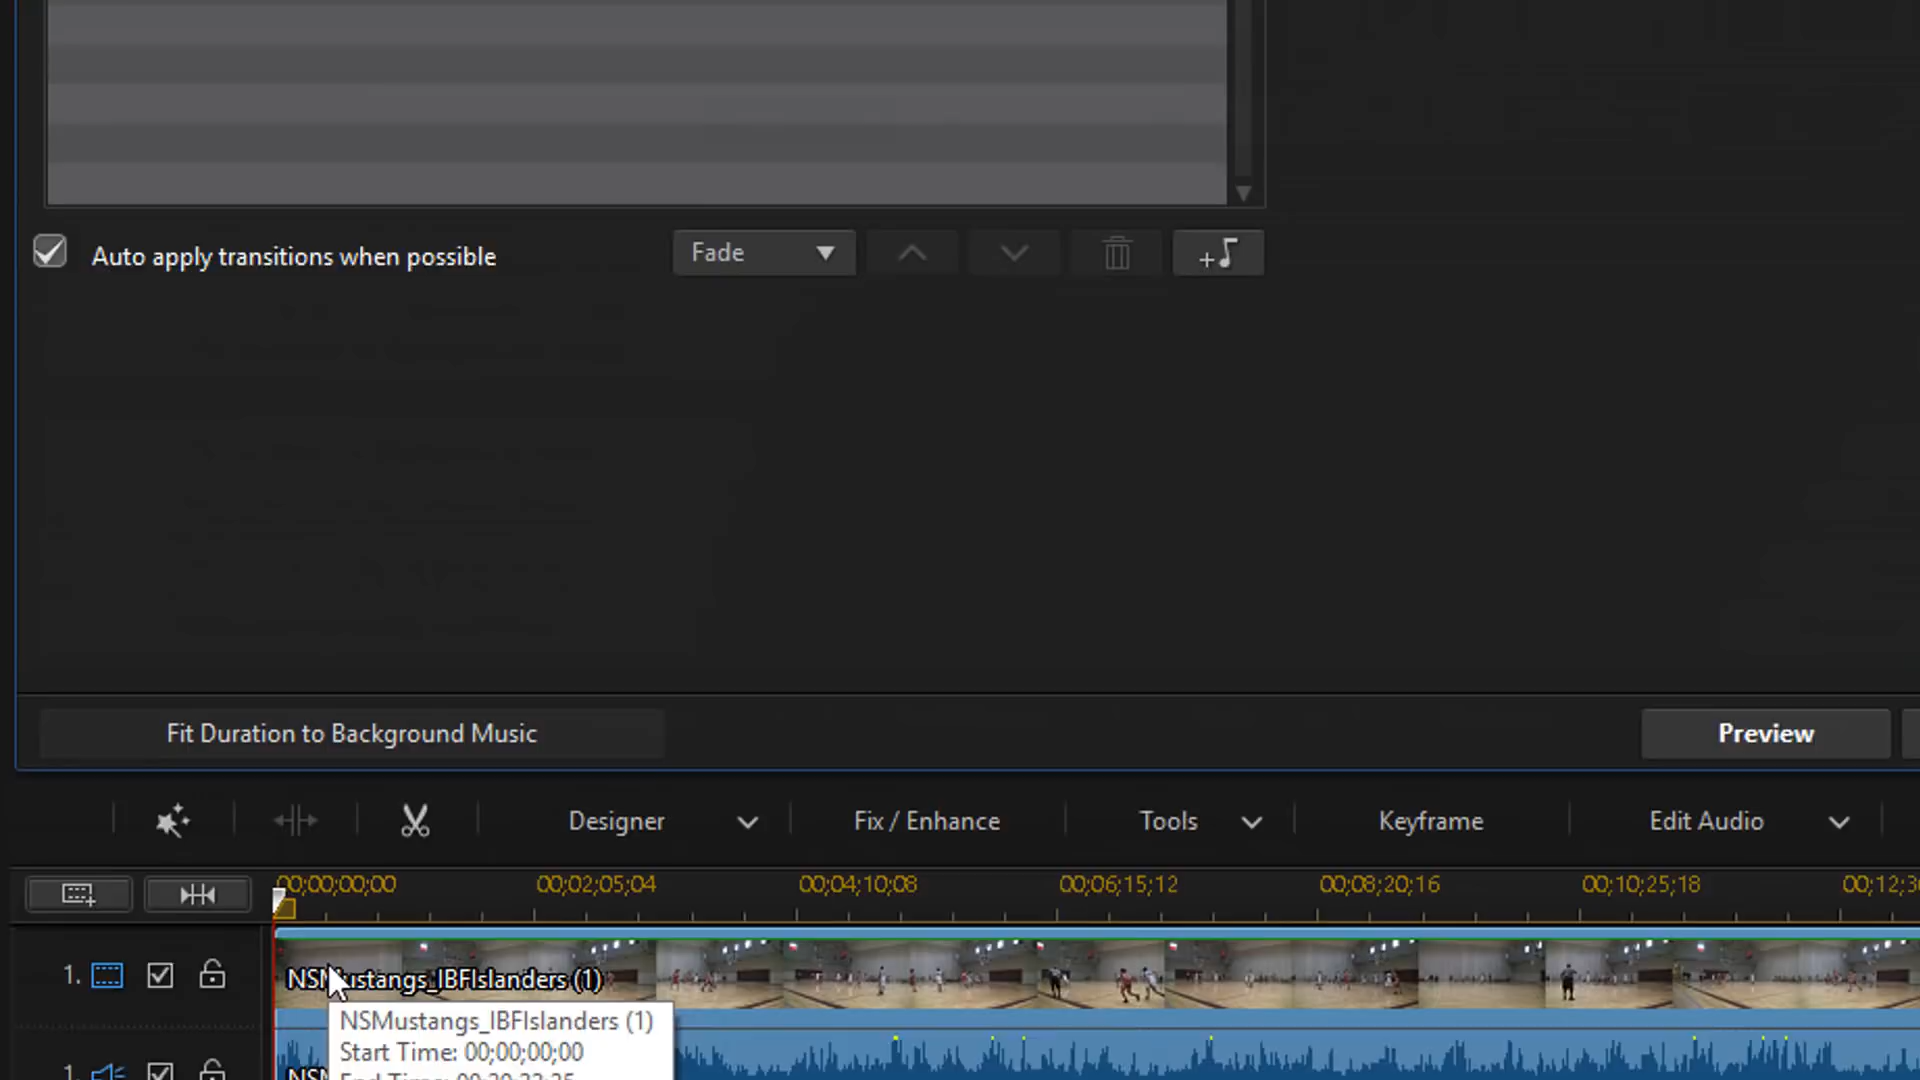 Auto apply transitions when possible
Fade
Fit Duration to Background Music
Preview
Designer
Fix / Enhance
Tools
Keyframe
Edit Audio
00;00;00;00
00;02;05;04
00;04;10;08
00;06;15;12
00;08;20;16
00;10;25;18
00;12;3
1.
NSMustangs_IBFIslanders (1)
NSMustangs_IBFIslanders (1)
Start Time: 00;00;00;00
1.
NSM